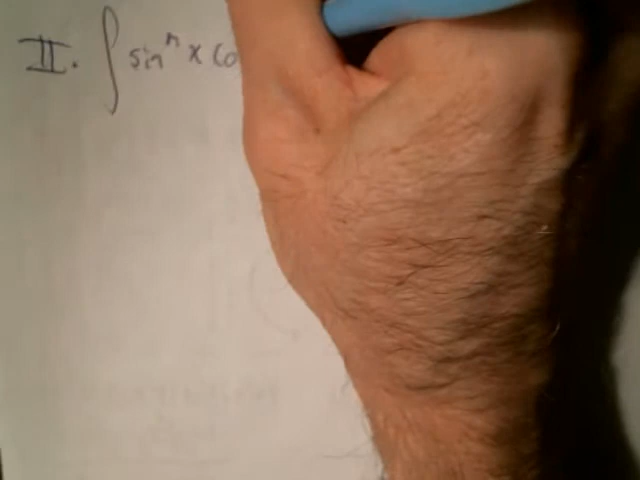 II. ∫ sinⁿ x co